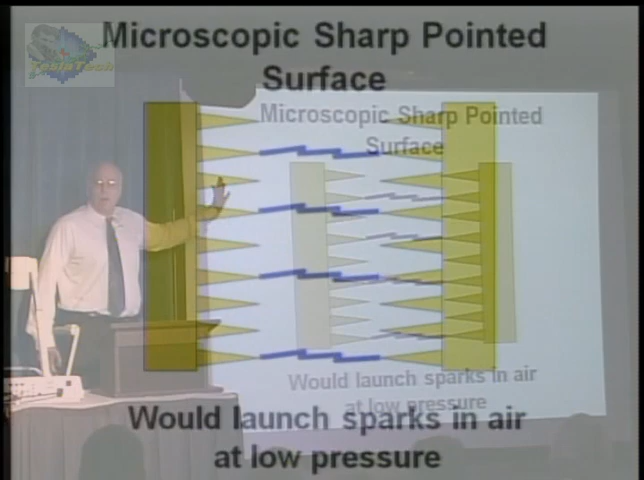 TeslaTech
Microscopic Sharp Pointed
Surface
Microscopic Sharp Pointed
Surface
Would launch sparks in air
at low pressure
Would launch sparks in air
at low pressure